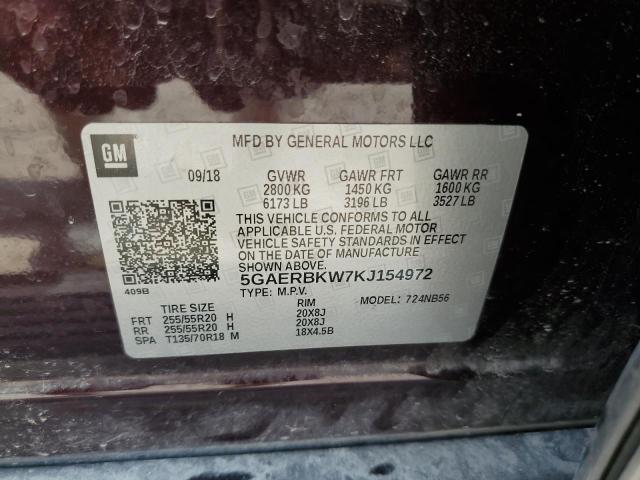 GM
MFD BY GENERAL MOTORS LLC
09/18 GVWR GAWR FRT GAWR RR
2800 KG 1450 KG 1600 KG
6173 LB 3196 LB 3527 LB
THIS VEHICLE CONFORMS TO ALL
APPLICABLE U.S. FEDERAL MOTOR
VEHICLE SAFETY STANDARDS IN EFFECT
ON THE DATE OF MANUFACTURE
SHOWN ABOVE.
409B 5GAERBKW7KJ154972
TYPE: M.P.V. MODEL: 724NB56
TIRE SIZE RIM
FRT 255/55R20 H 20X8J
RR 255/55R20 H 20X8J
SPA T135/70R18 M 18X4.5B